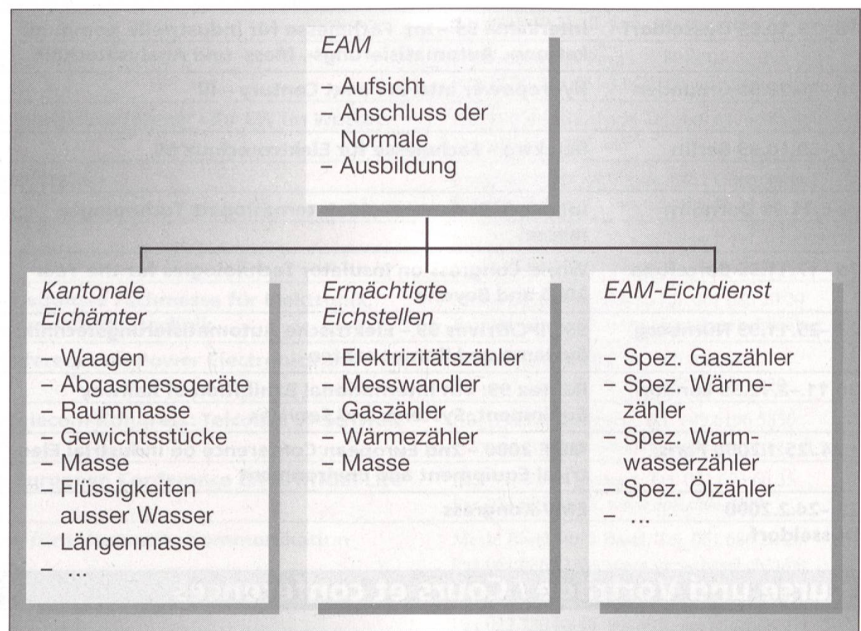 EAM
– Aufsicht
– Anschluss der
Normale
– Ausbildung
Kantonale
Eichämter
– Waagen
– Abgasmessgeräte
– Raummasse
– Gewichtsstücke
– Masse
– Flüssigkeiten
ausser Wasser
– Längenmasse
– ...
Ermächtigte
Eichstellen
– Elektrizitätszähler
– Messwandler
– Gaszähler
– Wärmezähler
– Masse
EAM-Eichdienst
– Spez. Gaszähler
– Spez. Wärme-
zähler
– Spez. Warm-
wasserzähler
– Spez. Ölzähler
– ...